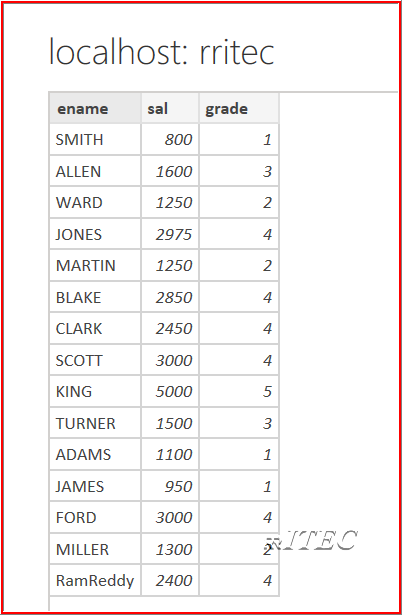 localhost: rritec
ename sal grade
SMITH 800 1
ALLEN 1600 3
WARD 1250 2
JONES 2975 4
MARTIN 1250 2
BLAKE 2850 4
CLARK 2450 4
SCOTT 3000 4
KING 5000 5
TURNER 1500 3
ADAMS 1100 1
JAMES 950 1
FORD 3000 4
RRITEC
MILLER 1300 2
RamReddy 2400 4